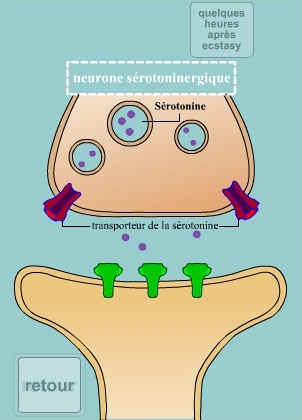 quelques
heures
après
ecstasy
neurone sérotoninergique
Sérotonine
transporteur de la sérotonine
retour